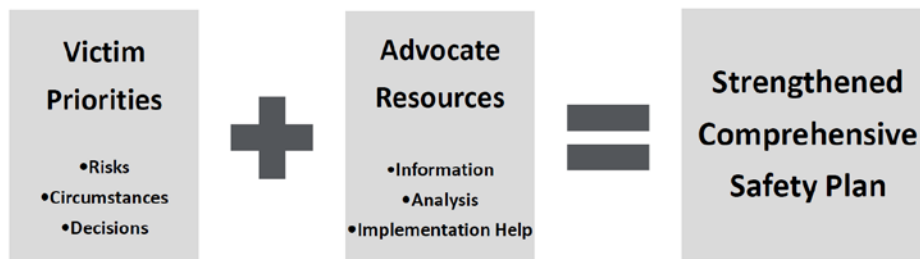 Victim
Priorities
•Risks
•Circumstances
•Decisions
Advocate
Resources
•Information
•Analysis
•Implementation Help
Strengthened
Comprehensive
Safety Plan